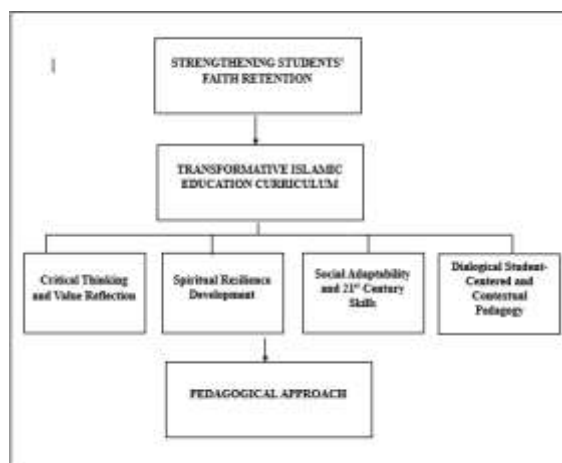 STRENGTHENING STUDENTS'
FAITH RETENTION
TRANSFORMATIVE ISLAMIC
EDUCATION CURRICULUM
Critical Thinking
and Value Reflection
Spiritual Resilience
Development
Social Adaptability
and 21st Century
Skills
Dialogical Student-
Centered and
Contextual
Pedagogy
PEDAGOGICAL APPROACH